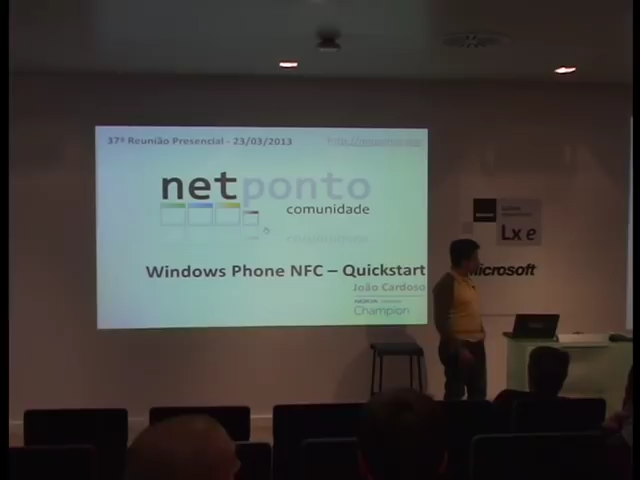 37ª Reunião Presencial - 23/03/2013
netponto
comunidade
Windows Phone NFC – Quickstart
João Cardoso
Champion
Lx e
Microsoft